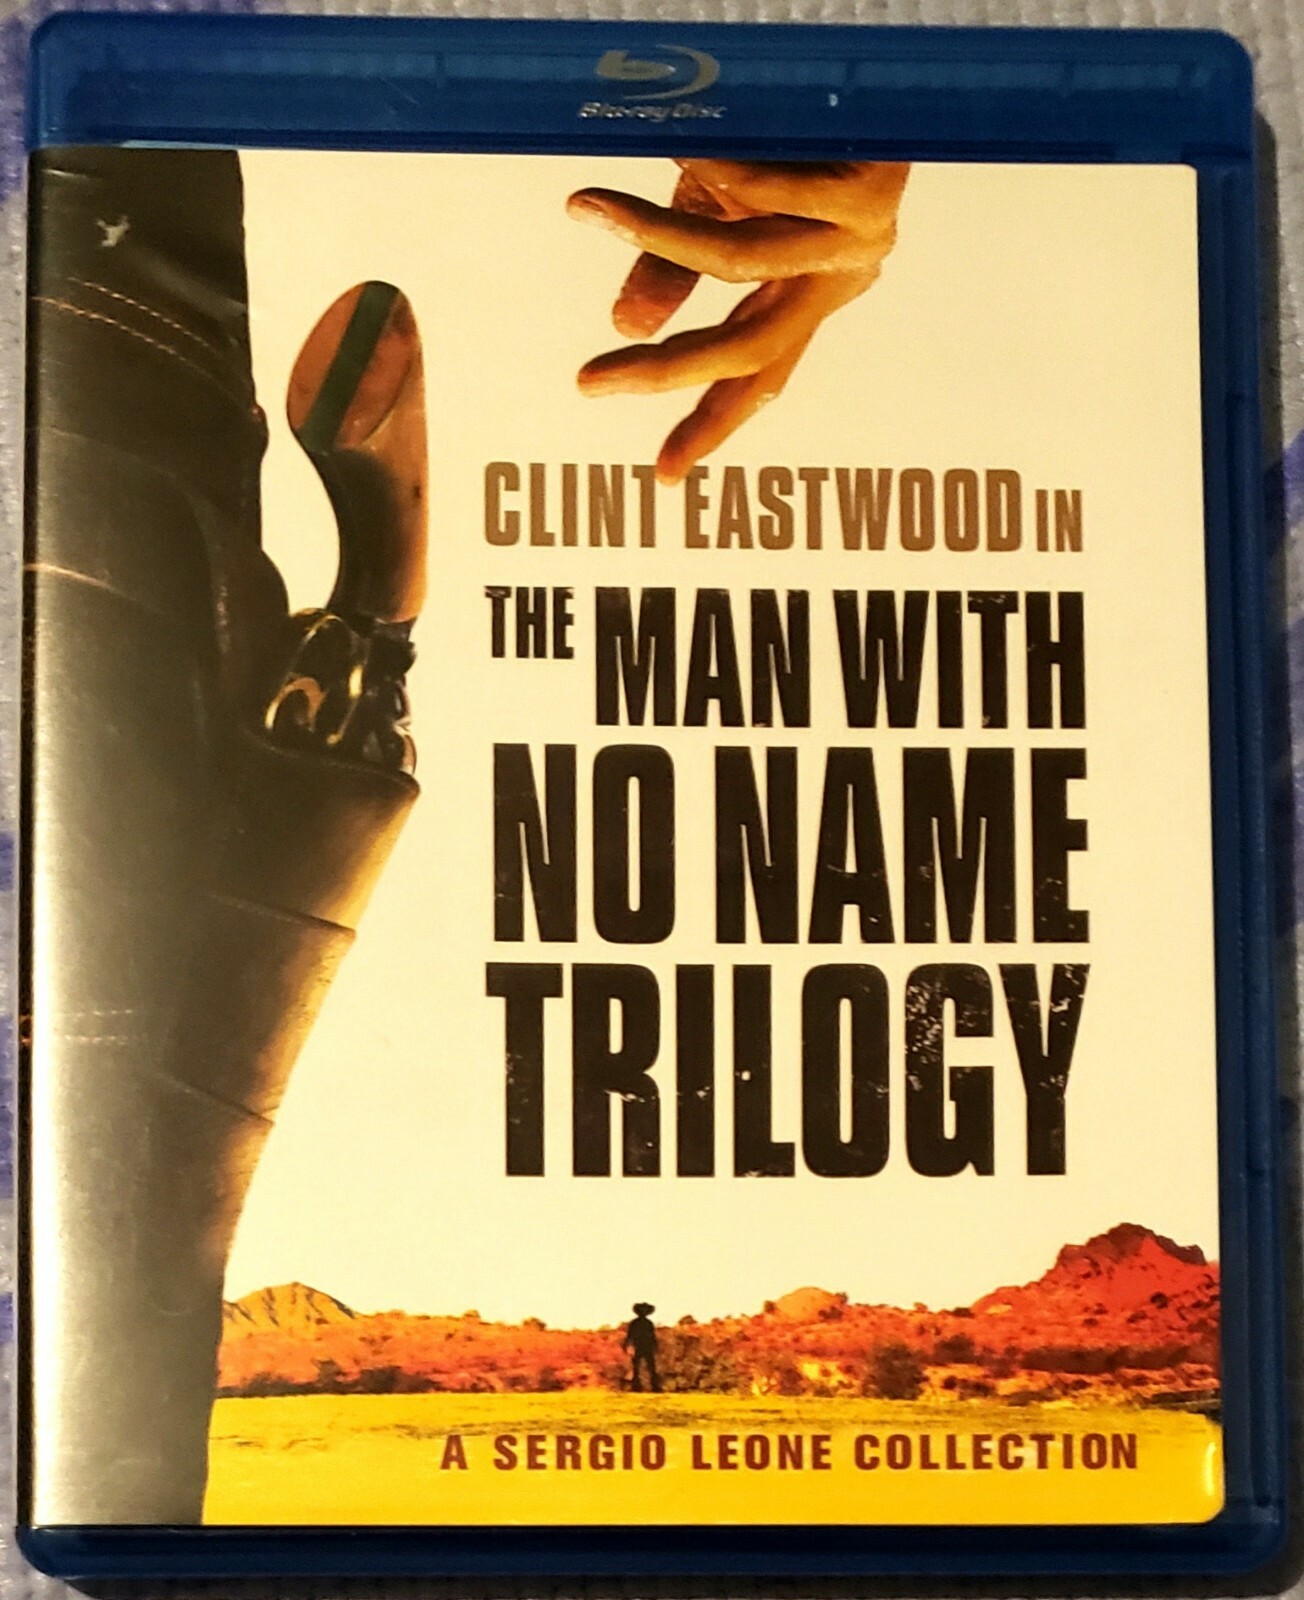 Blu-ray Disc
CLINT EASTWOOD IN
THE MAN WITH
NO NAME
TRILOGY
A SERGIO LEONE COLLECTION